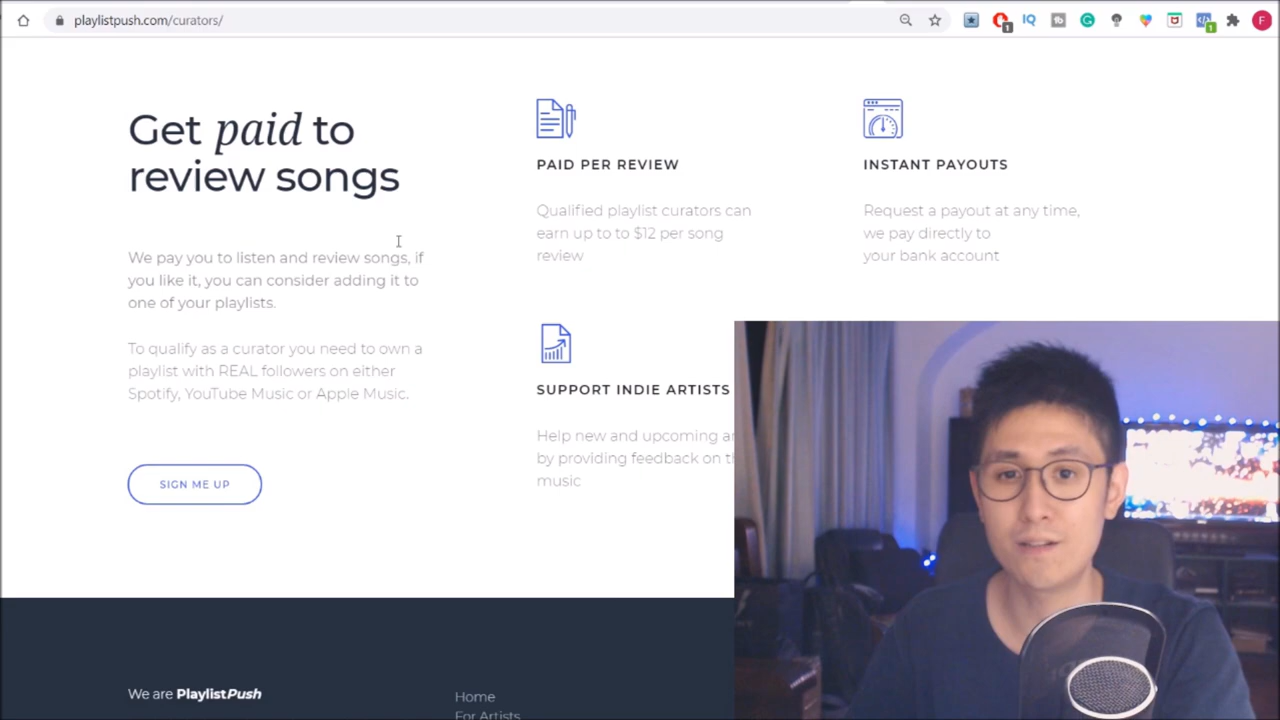 playlistpush.com/curators/
Get paid to
review songs
We pay you to listen and review songs, if
you like it, you can consider adding it to
one of your playlists.
To qualify as a curator you need to own a
playlist with REAL followers on either
Spotify, YouTube Music or Apple Music.
SIGN ME UP
PAID PER REVIEW
Qualified playlist curators can
earn up to to $12 per song
review
INSTANT PAYOUTS
Request a payout at any time,
we pay directly to
your bank account
SUPPORT INDIE ARTISTS
Help new and upcoming
by providing feedback on
music
We are PlaylistPush
Home
For Artists
IQ
1
1
F